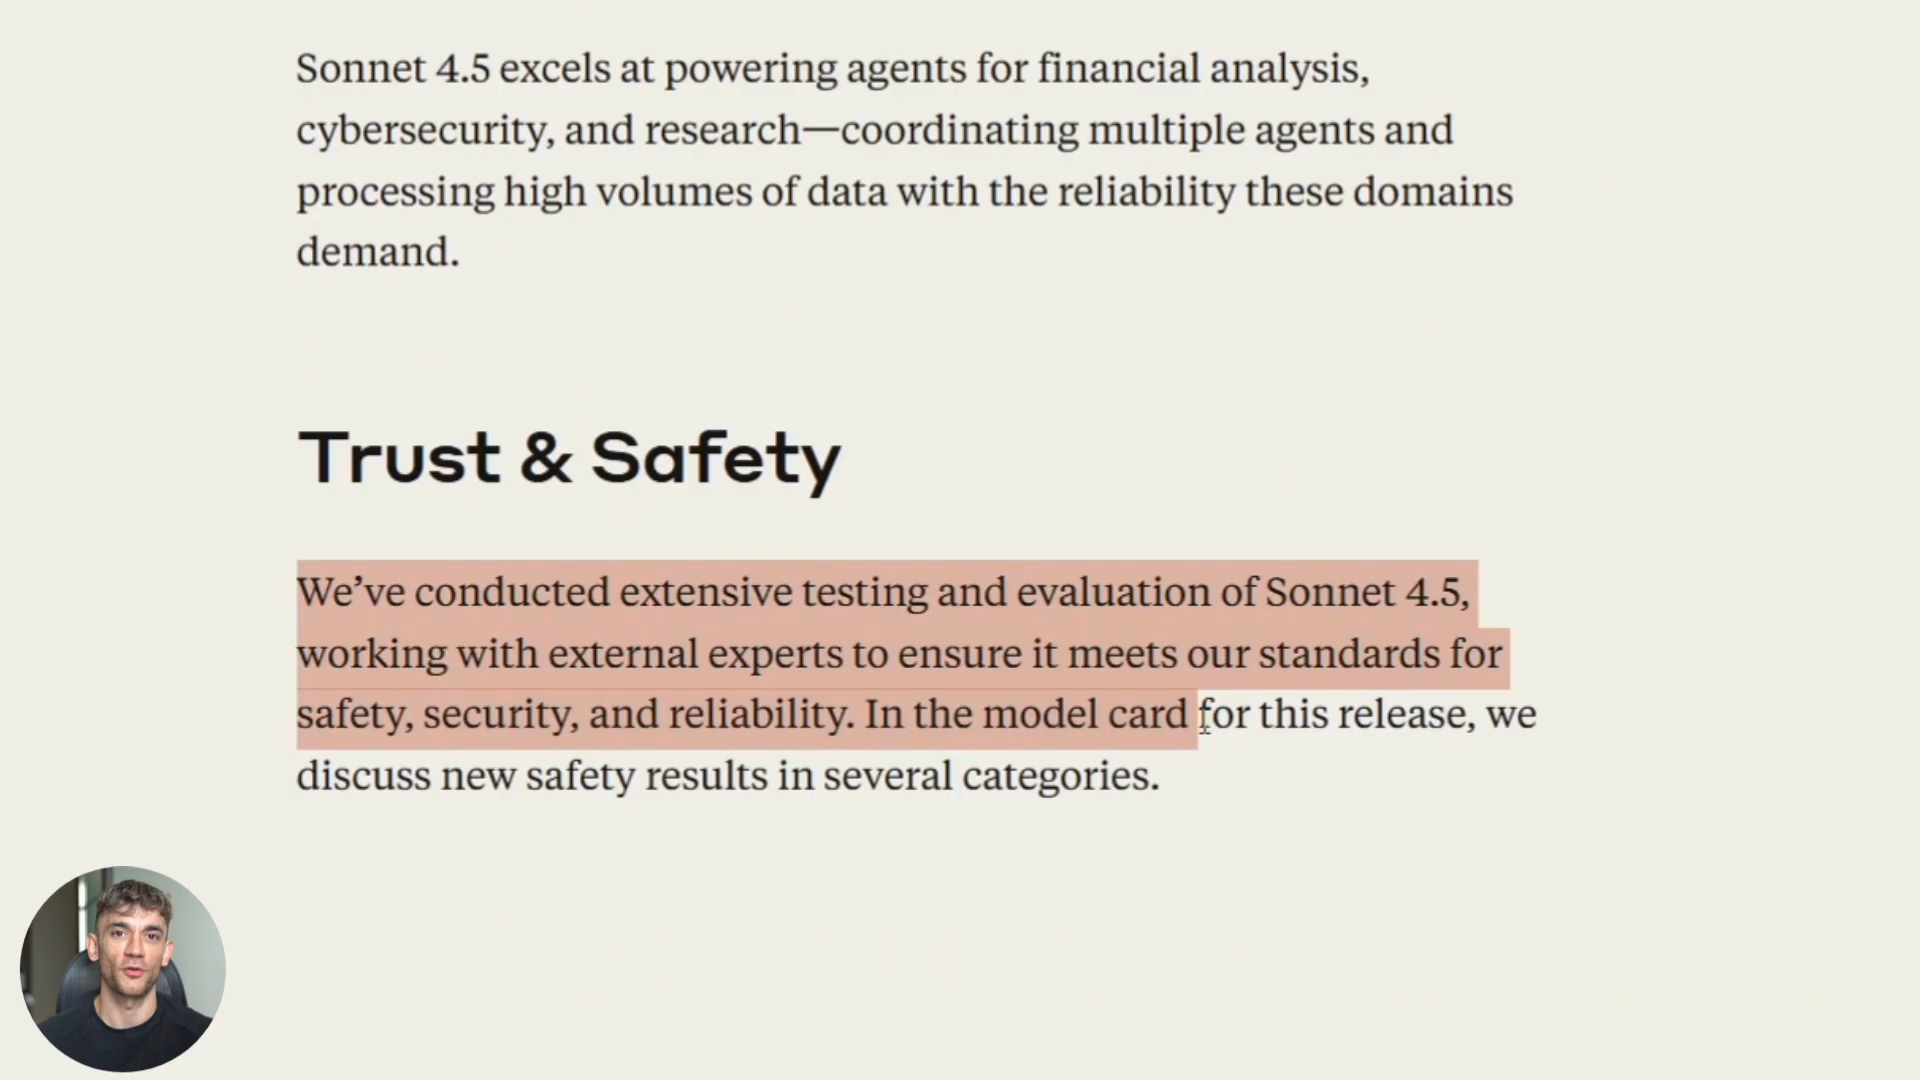 Sonnet 4.5 excels at powering agents for financial analysis,
cybersecurity, and research—coordinating multiple agents and
processing high volumes of data with the reliability these domains
demand.
Trust & Safety
We’ve conducted extensive testing and evaluation of Sonnet 4.5,
working with external experts to ensure it meets our standards for
safety, security, and reliability. In the model card for this release, we
discuss new safety results in several categories.